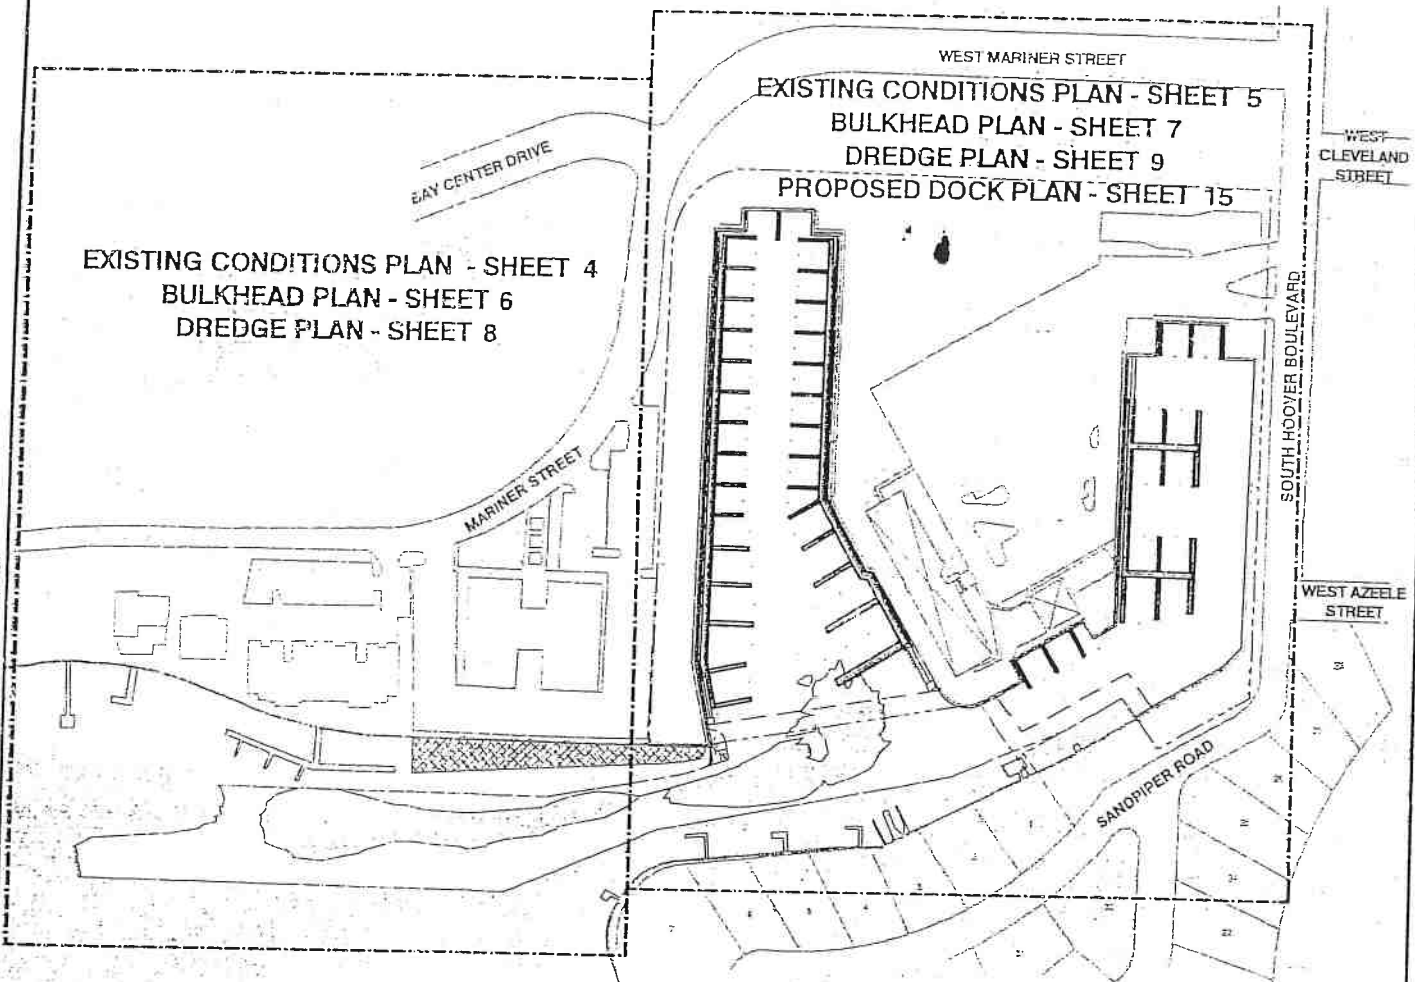 WEST MARINER STREET
EXISTING CONDITIONS PLAN - SHEET 5
BULKHEAD PLAN - SHEET 7
DREDGE PLAN - SHEET 9
PROPOSED DOCK PLAN - SHEET 15
WEST
CLEVELAND
STREET
BAY CENTER DRIVE
EXISTING CONDITIONS PLAN - SHEET 4
BULKHEAD PLAN - SHEET 6
DREDGE PLAN - SHEET 8
SOUTH HOOVER BOULEVARD
MARINER STREET
WEST AZEELE
STREET
SANDPIPER ROAD